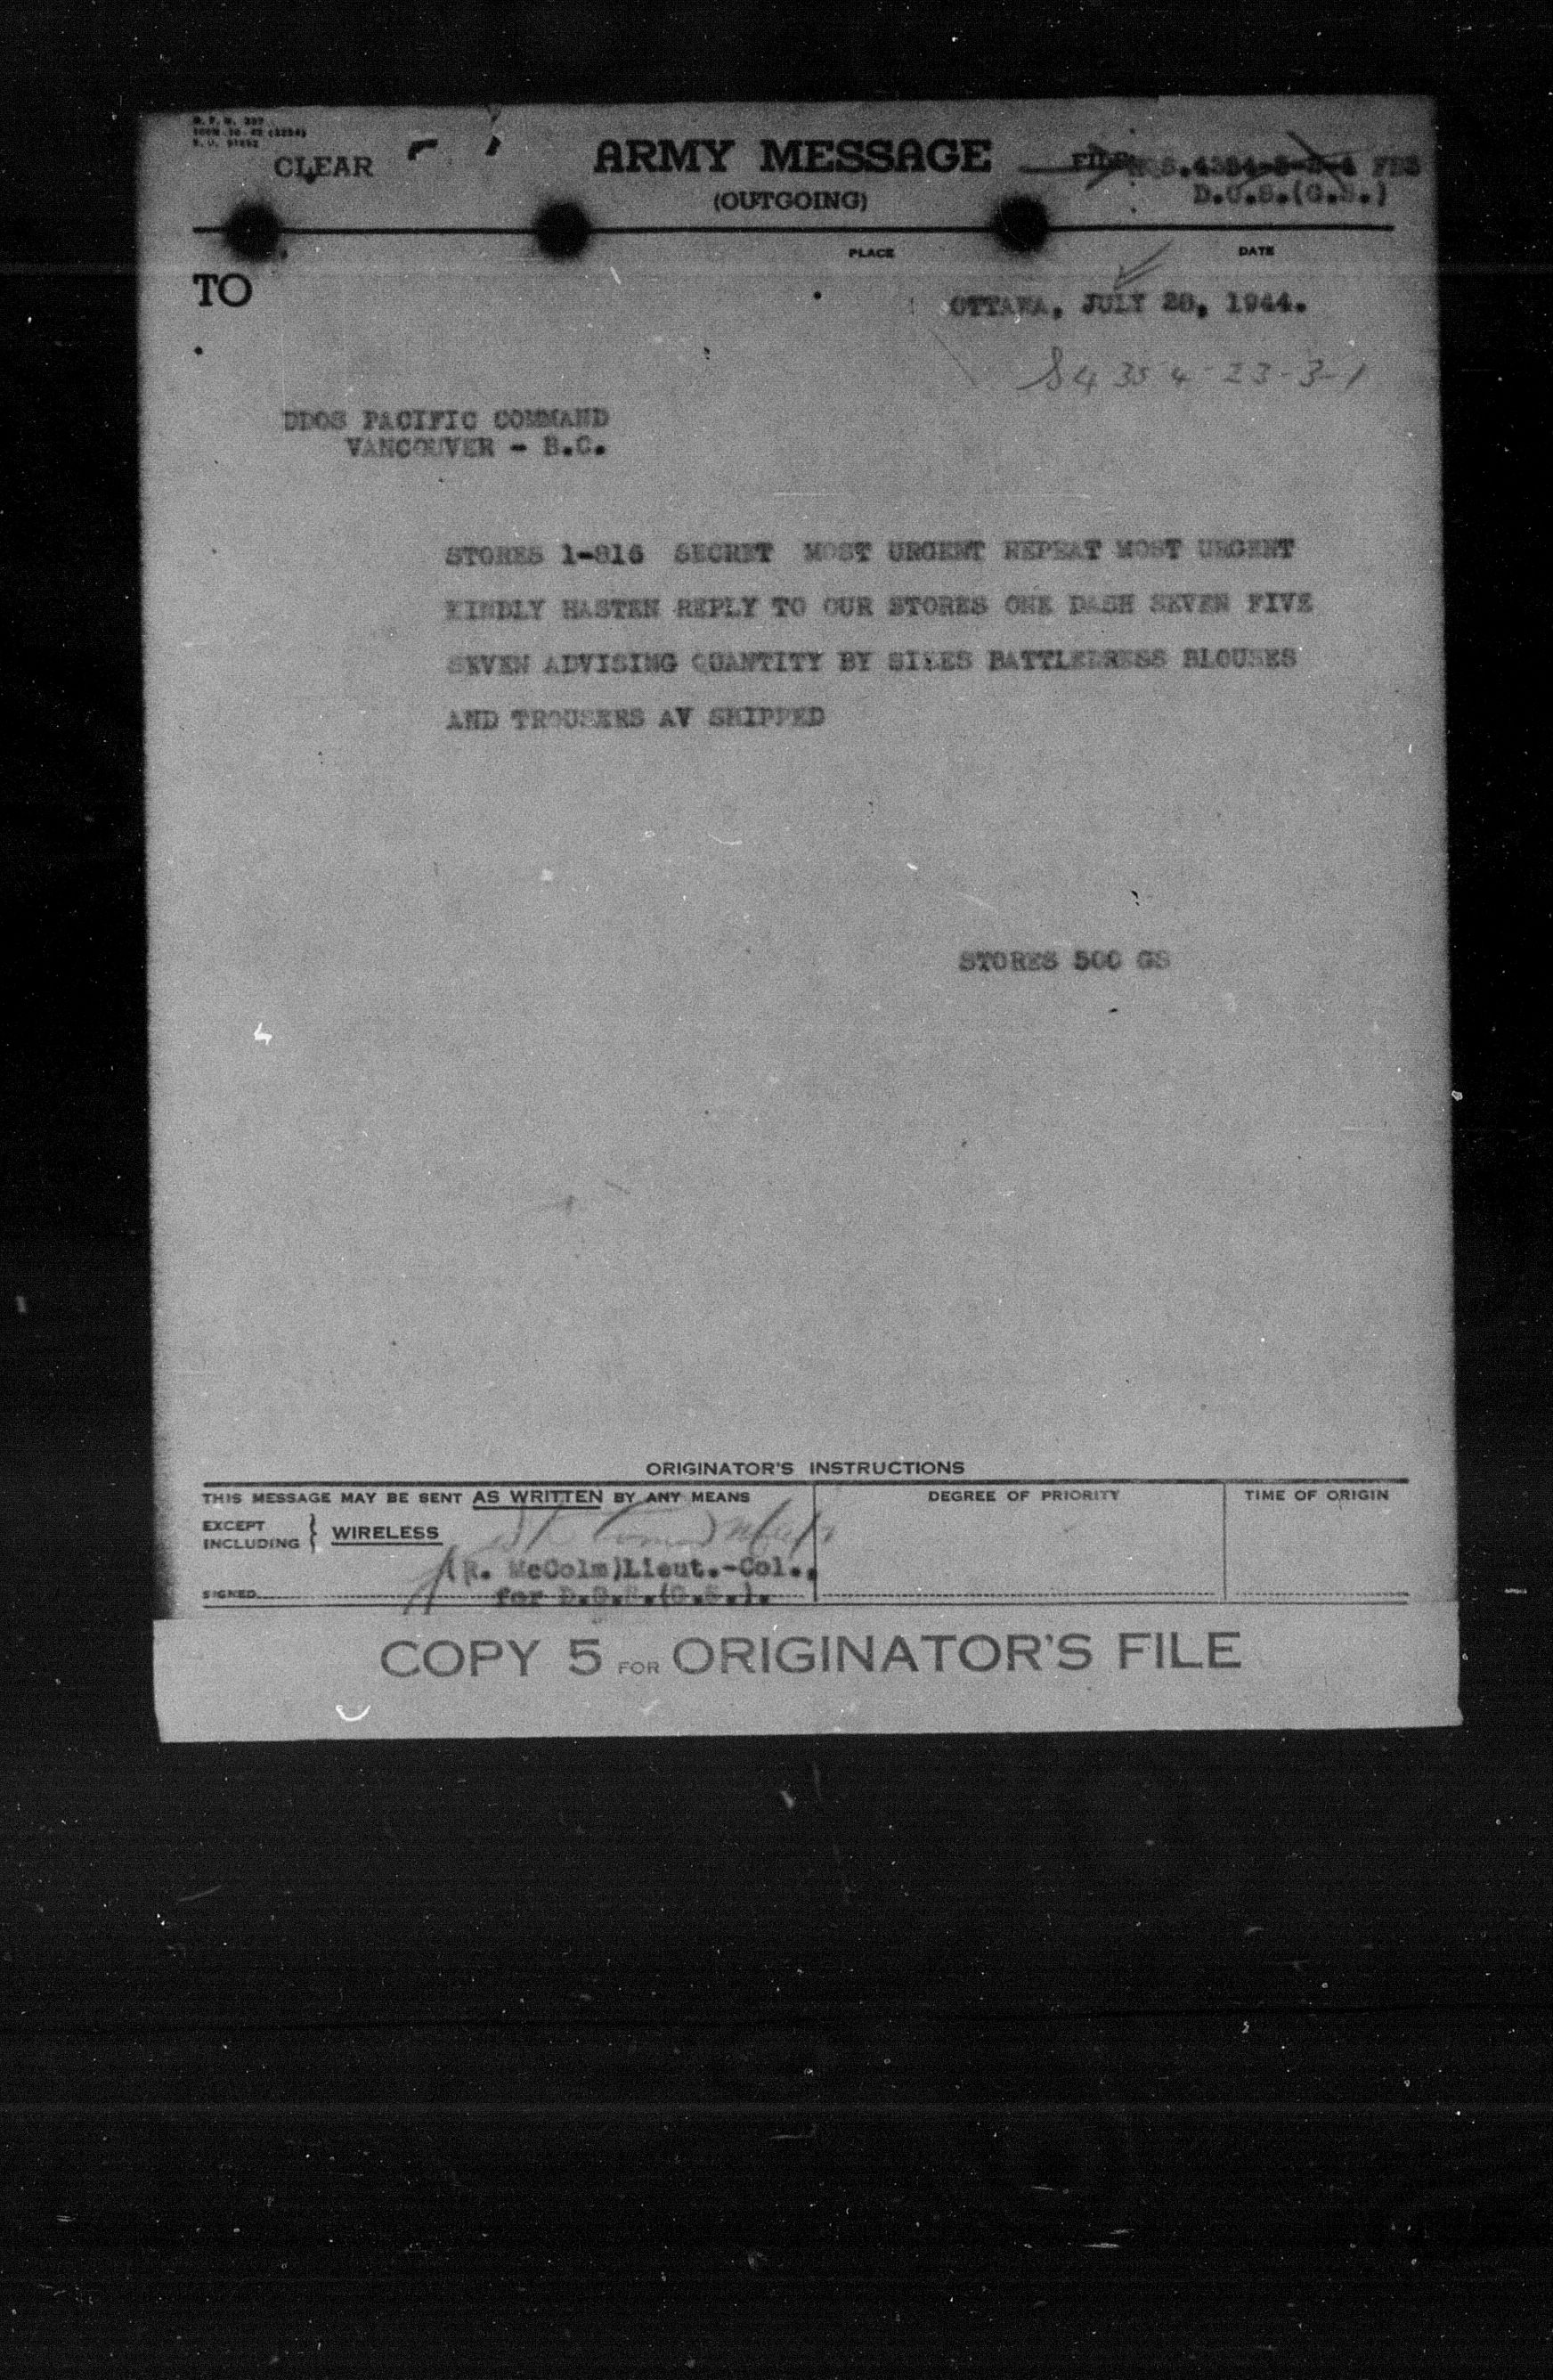 CLEAR
ARMY MESSAGE
(OUTGOING)
D.O.S.(G.S.)
PLACE
DATE
TO
OTTAWA, JULY 28, 1944.
S4354-23-3-1
DDOS PACIFIC COMMAND
VANCOUVER - B.C.
STORES 1-816 SECRET MOST URGENT REPEAT MOST URGENT
KINDLY HASTEN REPLY TO OUR STORES ONE DASH SEVEN FIVE
SEVEN ADVISING QUANTITY BY SIZES BATTLEDRESS BLOUSES
AND TROUSERS AV SHIPPED
STORES 500 GS
ORIGINATOR'S INSTRUCTIONS
THIS MESSAGE MAY BE SENT AS WRITTEN BY ANY MEANS
DEGREE OF PRIORITY
TIME OF ORIGIN
EXCEPT
INCLUDING } WIRELESS
(R. McColm)Lieut.-Col.,
SIGNED
for D.O.S.(G.S.).
COPY 5 FOR ORIGINATOR'S FILE